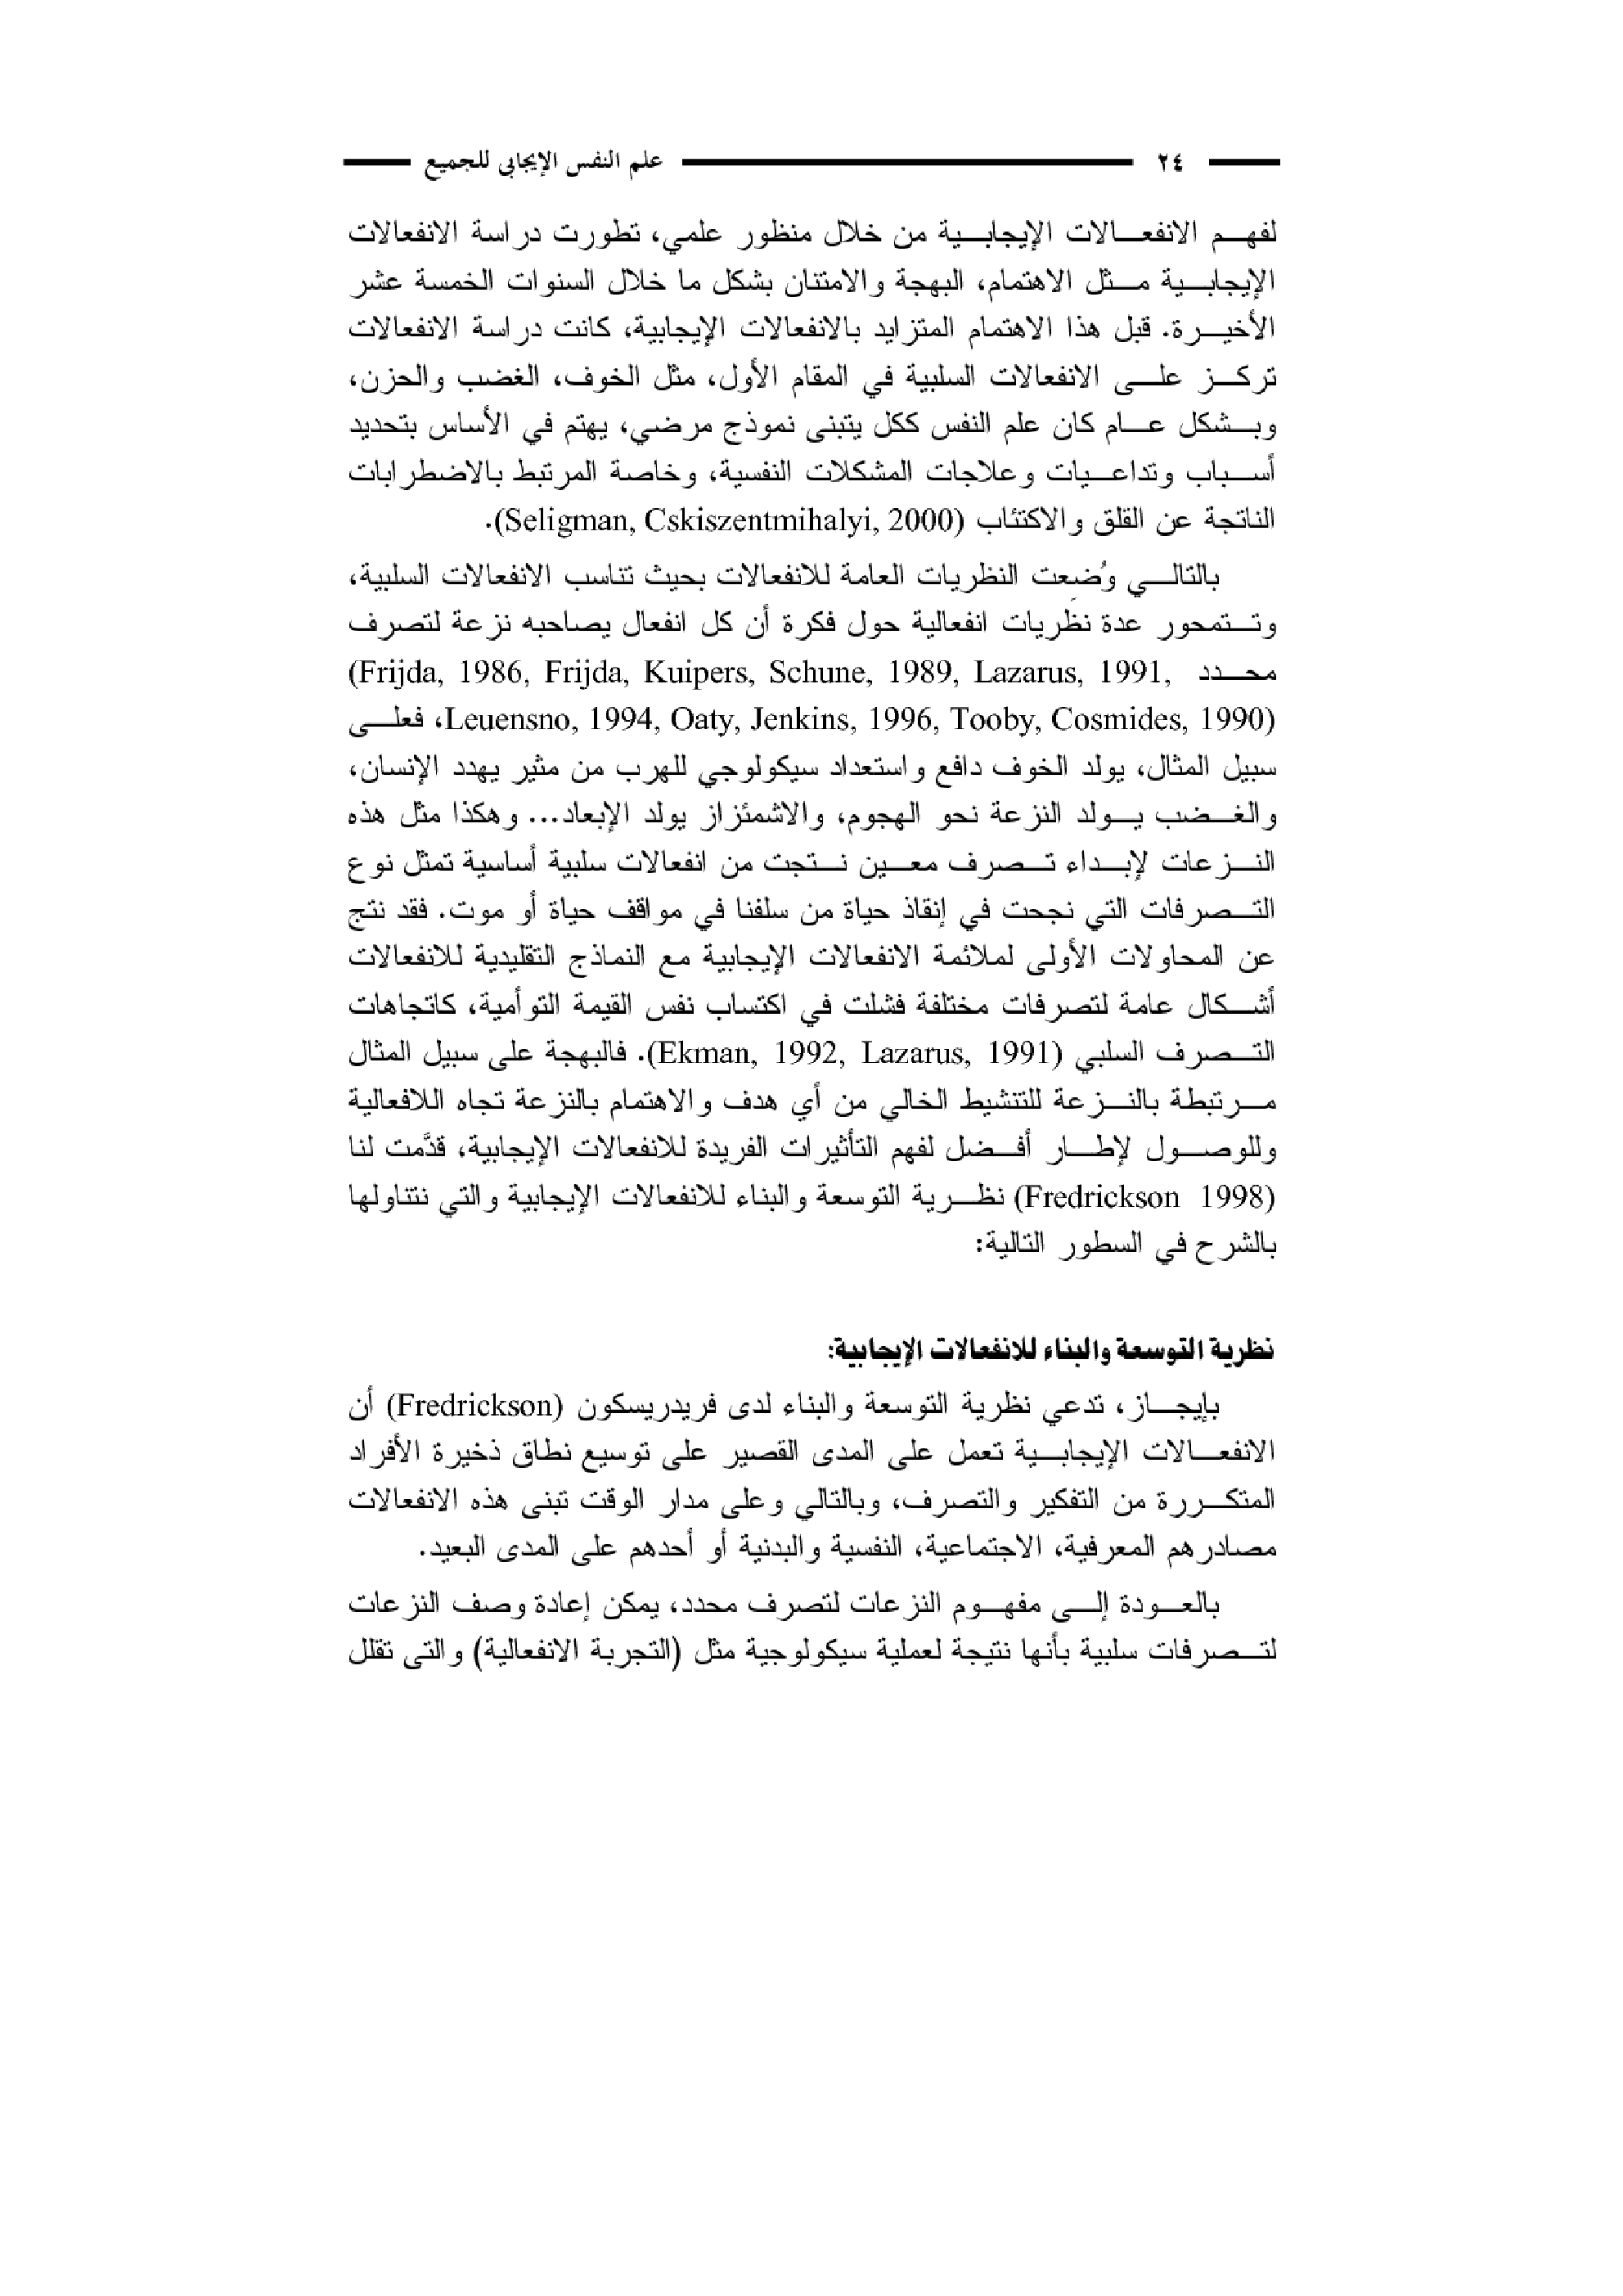 ٢٤ علم النفس الإيجابي للجميع
لفهم الانفعالات الإيجابية من خلال منظور علمي، تطورت دراسة الانفعالات
الإيجابية مثل الاهتمام، البهجة والامتنان بشكل ما خلال السنوات الخمسة عشر
الأخيرة. قبل هذا الاهتمام المتزايد بالانفعالات الإيجابية، كانت دراسة الانفعالات
تركز على الانفعالات السلبية في المقام الأول، مثل الخوف، الغضب والحزن،
وبشكل عام كان علم النفس ككل يتبنى نموذج مرضي، يهتم في الأساس بتحديد
أسباب وتداعيات وعلاجات المشكلات النفسية، وخاصة المرتبط بالاضطرابات
الناتجة عن القلق والاكتئاب (Seligman, Cskiszentmihalyi, 2000).
بالتالي وُضِعت النظريات العامة للانفعالات بحيث تناسب الانفعالات السلبية،
وتتمحور عدة نظريات انفعالية حول فكرة أن كل انفعال يصاحبه نزعة لتصرف
محدد (Frijda, 1986, Frijda, Kuipers, Schune, 1989, Lazarus, 1991,
Leuensno, 1994, Oaty, Jenkins, 1996, Tooby, Cosmides, 1990)، فعلى
سبيل المثال، يولد الخوف دافع واستعداد سيكولوجي للهرب من مثير يهدد الإنسان،
والغضب يولد النزعة نحو الهجوم، والاشمئزاز يولد الإبعاد... وهكذا مثل هذه
النزعات لإبداء تصرف معين نتجت من انفعالات سلبية أساسية تمثل نوع
التصرفات التي نجحت في إنقاذ حياة من سلفنا في مواقف حياة أو موت. فقد نتج
عن المحاولات الأولى لملائمة الانفعالات الإيجابية مع النماذج التقليدية للانفعالات
أشكال عامة لتصرفات مختلفة فشلت في اكتساب نفس القيمة التوأمية، كاتجاهات
التصرف السلبي (Ekman, 1992, Lazarus, 1991). فالبهجة على سبيل المثال
مرتبطة بالنزعة للتنشيط الخالي من أي هدف والاهتمام بالنزعة تجاه اللافعالية
وللوصول لإطار أفضل لفهم التأثيرات الفريدة للانفعالات الإيجابية، قدَّمت لنا
(Fredrickson 1998) نظرية التوسعة والبناء للانفعالات الإيجابية والتي نتناولها
بالشرح في السطور التالية:
نظرية التوسعة والبناء للانفعالات الإيجابية:
بإيجاز، تدعي نظرية التوسعة والبناء لدى فريدريسكون (Fredrickson) أن
الانفعالات الإيجابية تعمل على المدى القصير على توسيع نطاق ذخيرة الأفراد
المتكررة من التفكير والتصرف، وبالتالي وعلى مدار الوقت تبنى هذه الانفعالات
مصادرهم المعرفية، الاجتماعية، النفسية والبدنية أو أحدهم على المدى البعيد.
بالعودة إلى مفهوم النزعات لتصرف محدد، يمكن إعادة وصف النزعات
لتصرفات سلبية بأنها نتيجة لعملية سيكولوجية مثل (التجربة الانفعالية) والتى تقلل